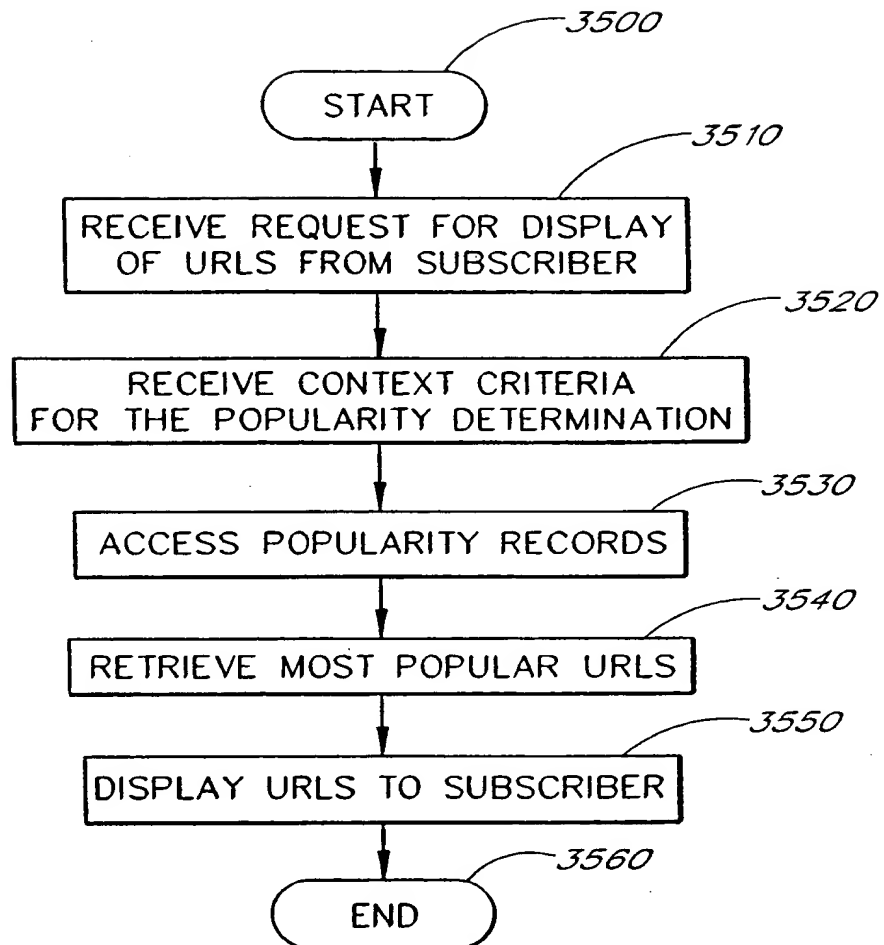 3500
START
3510
RECEIVE REQUEST FOR DISPLAY
OF URLS FROM SUBSCRIBER
3520
RECEIVE CONTEXT CRITERIA
FOR THE POPULARITY DETERMINATION
3530
ACCESS POPULARITY RECORDS
3540
RETRIEVE MOST POPULAR URLS
3550
DISPLAY URLS TO SUBSCRIBER
3560
END